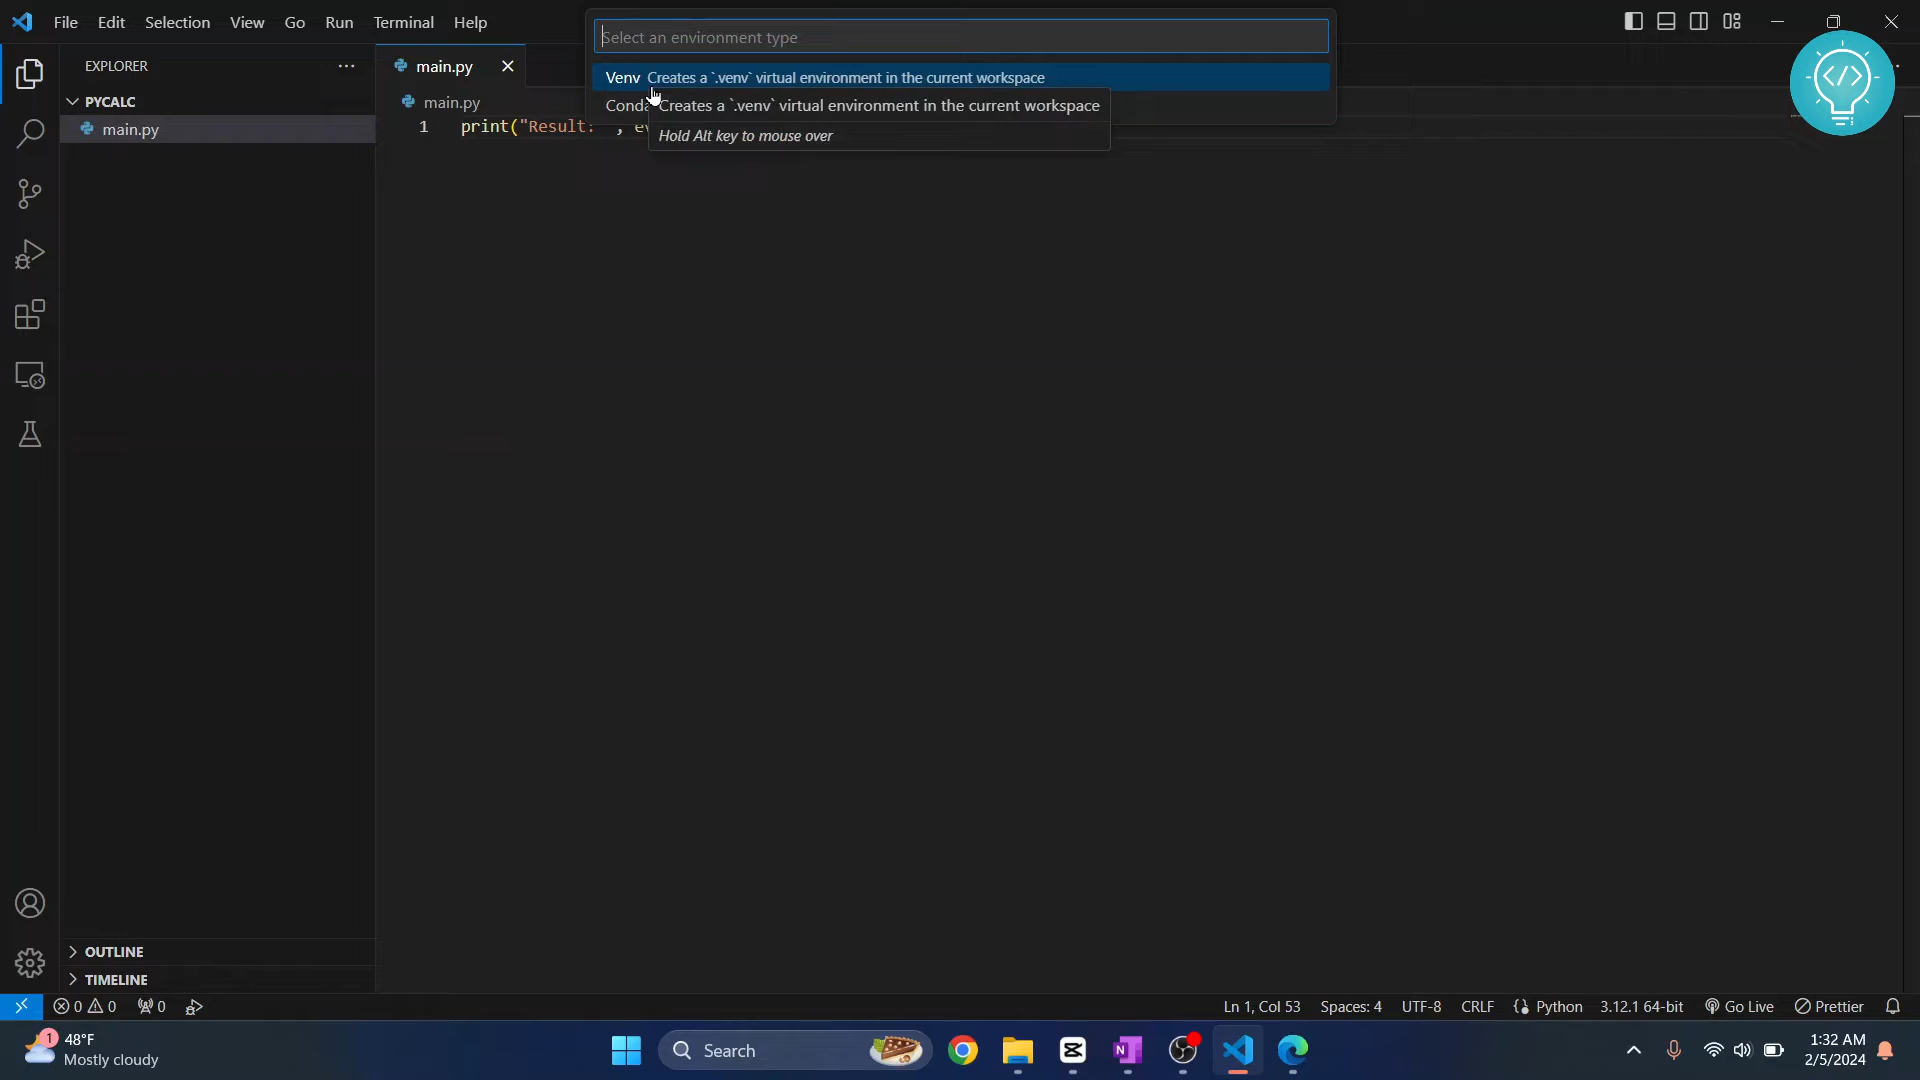 File Edit Selection View Go Run Terminal Help
Select an environment type
Venv Creates a `.venv` virtual environment in the current workspace
Conda
Creates a `.venv` virtual environment in the current workspace
Hold Alt key to mouse over
EXPLORER
PYCALC
main.py
main.py
main.py
1 print("Result:  , ev
OUTLINE
TIMELINE
0 0 0
Ln 1, Col 53 Spaces: 4 UTF-8 CRLF Python 3.12.1 64-bit Go Live Prettier
1
48°F
Mostly cloudy
Search
N
1:32 AM
2/5/2024